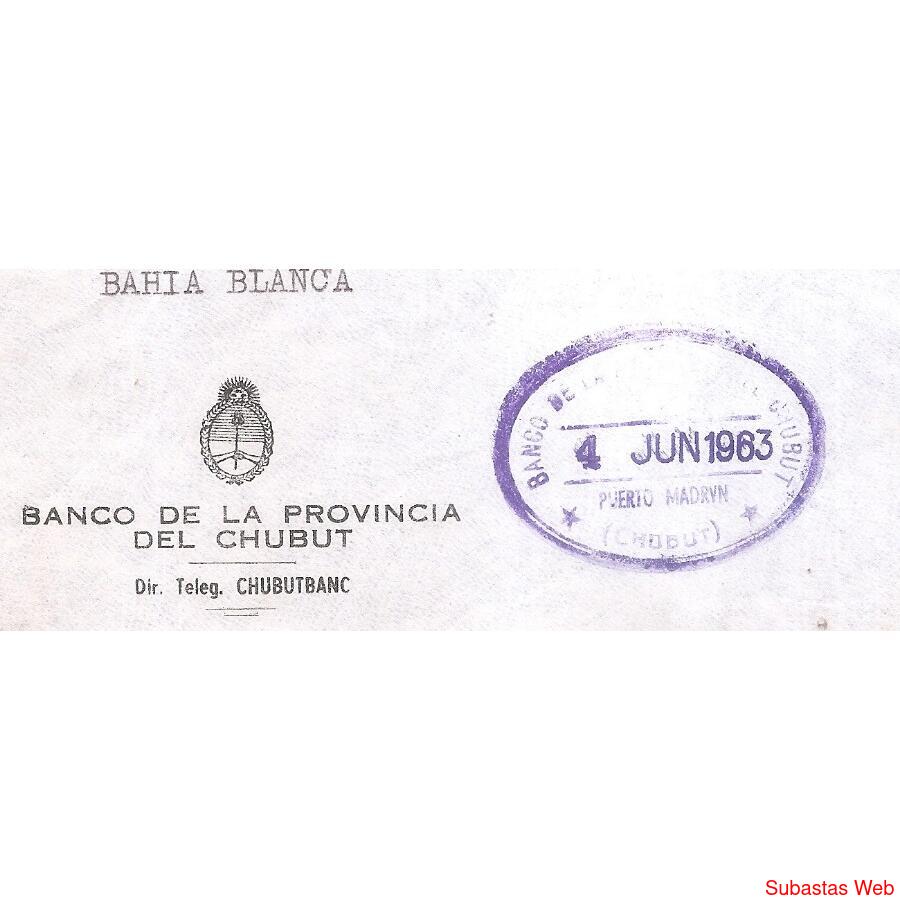 BAHIA BLANCA
BANCO DE LA PROVINCIA
DEL CHUBUT
Dir. Teleg. CHUBUTBANC
BANCO DE LA CHUBUT
4 JUN 1963
PUERTO MADRYN
(CHUBUT)
Subastas Web